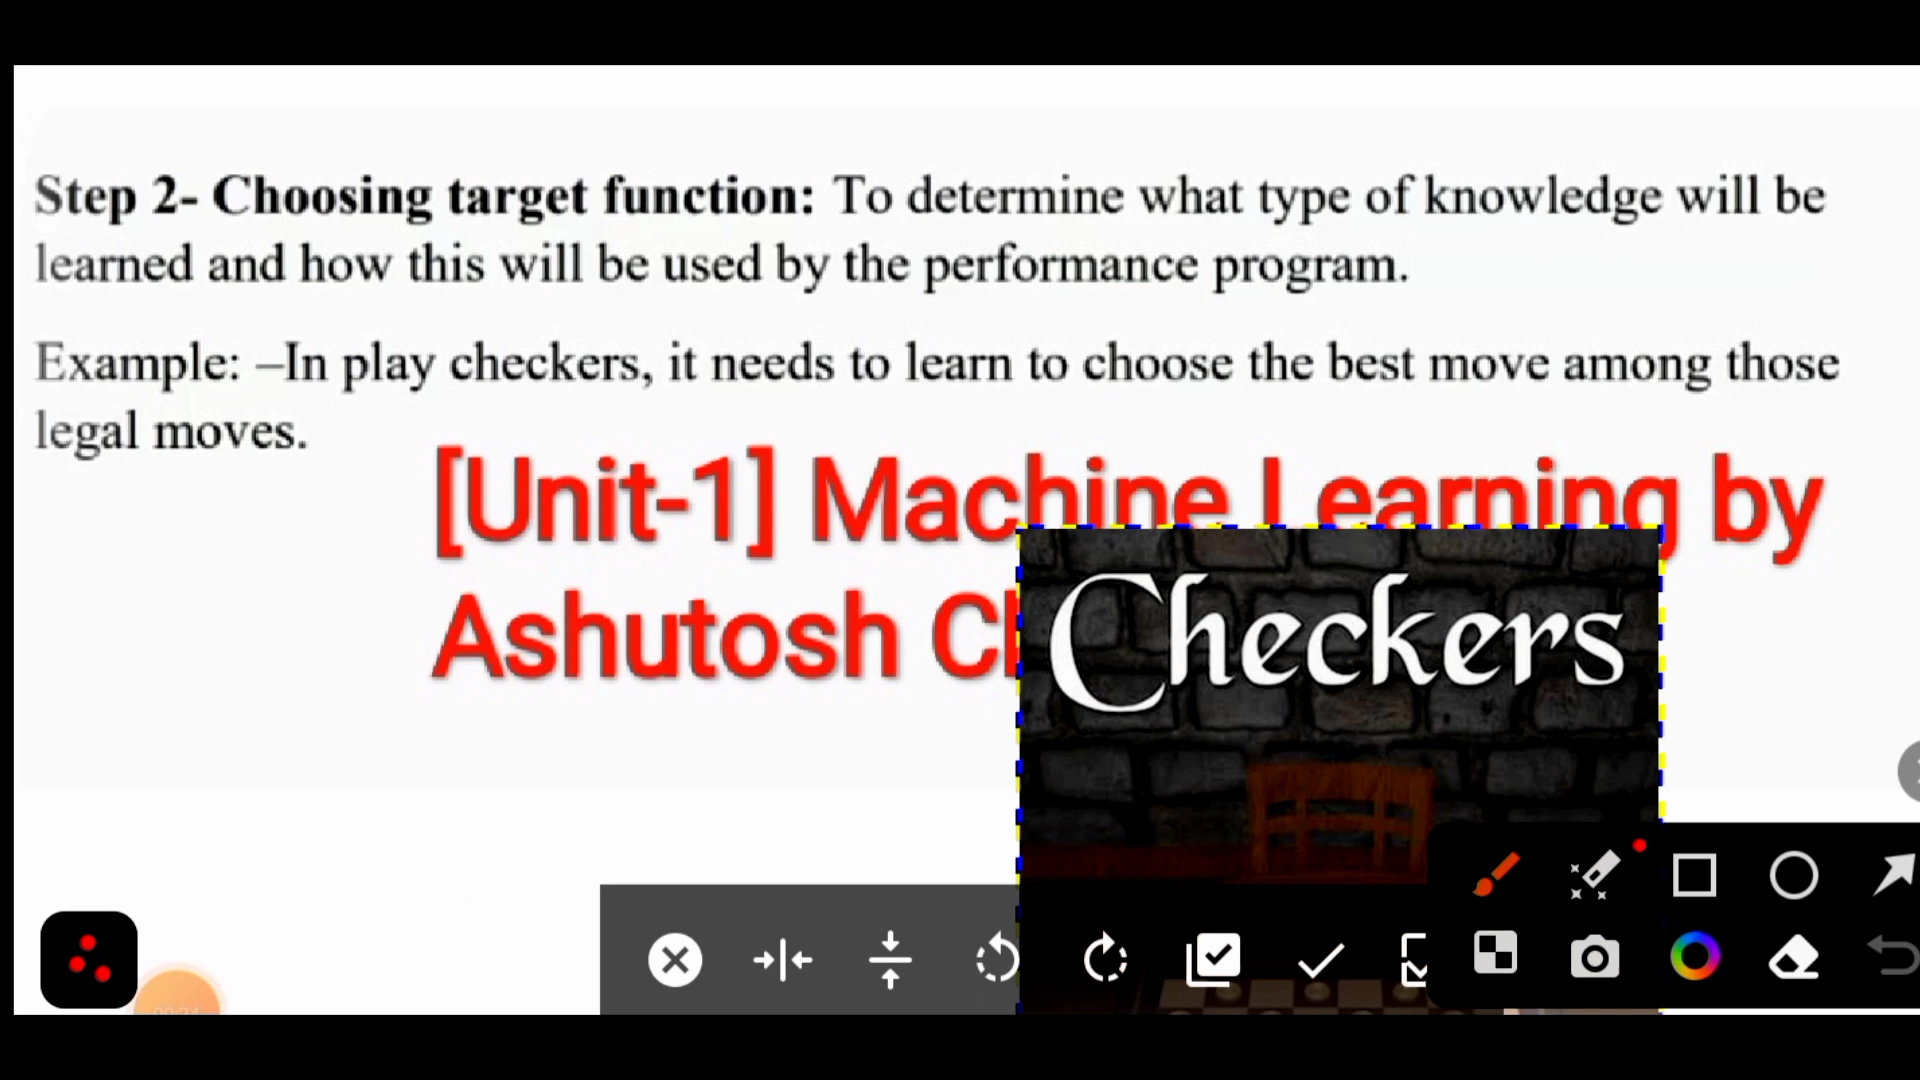 Step 2- Choosing target function: To determine what type of knowledge will be
learned and how this will be used by the performance program.
Example: –In play checkers, it needs to learn to choose the best move among those
legal moves.
[Unit-1] Machine Learning by
Ashutosh
Checkers